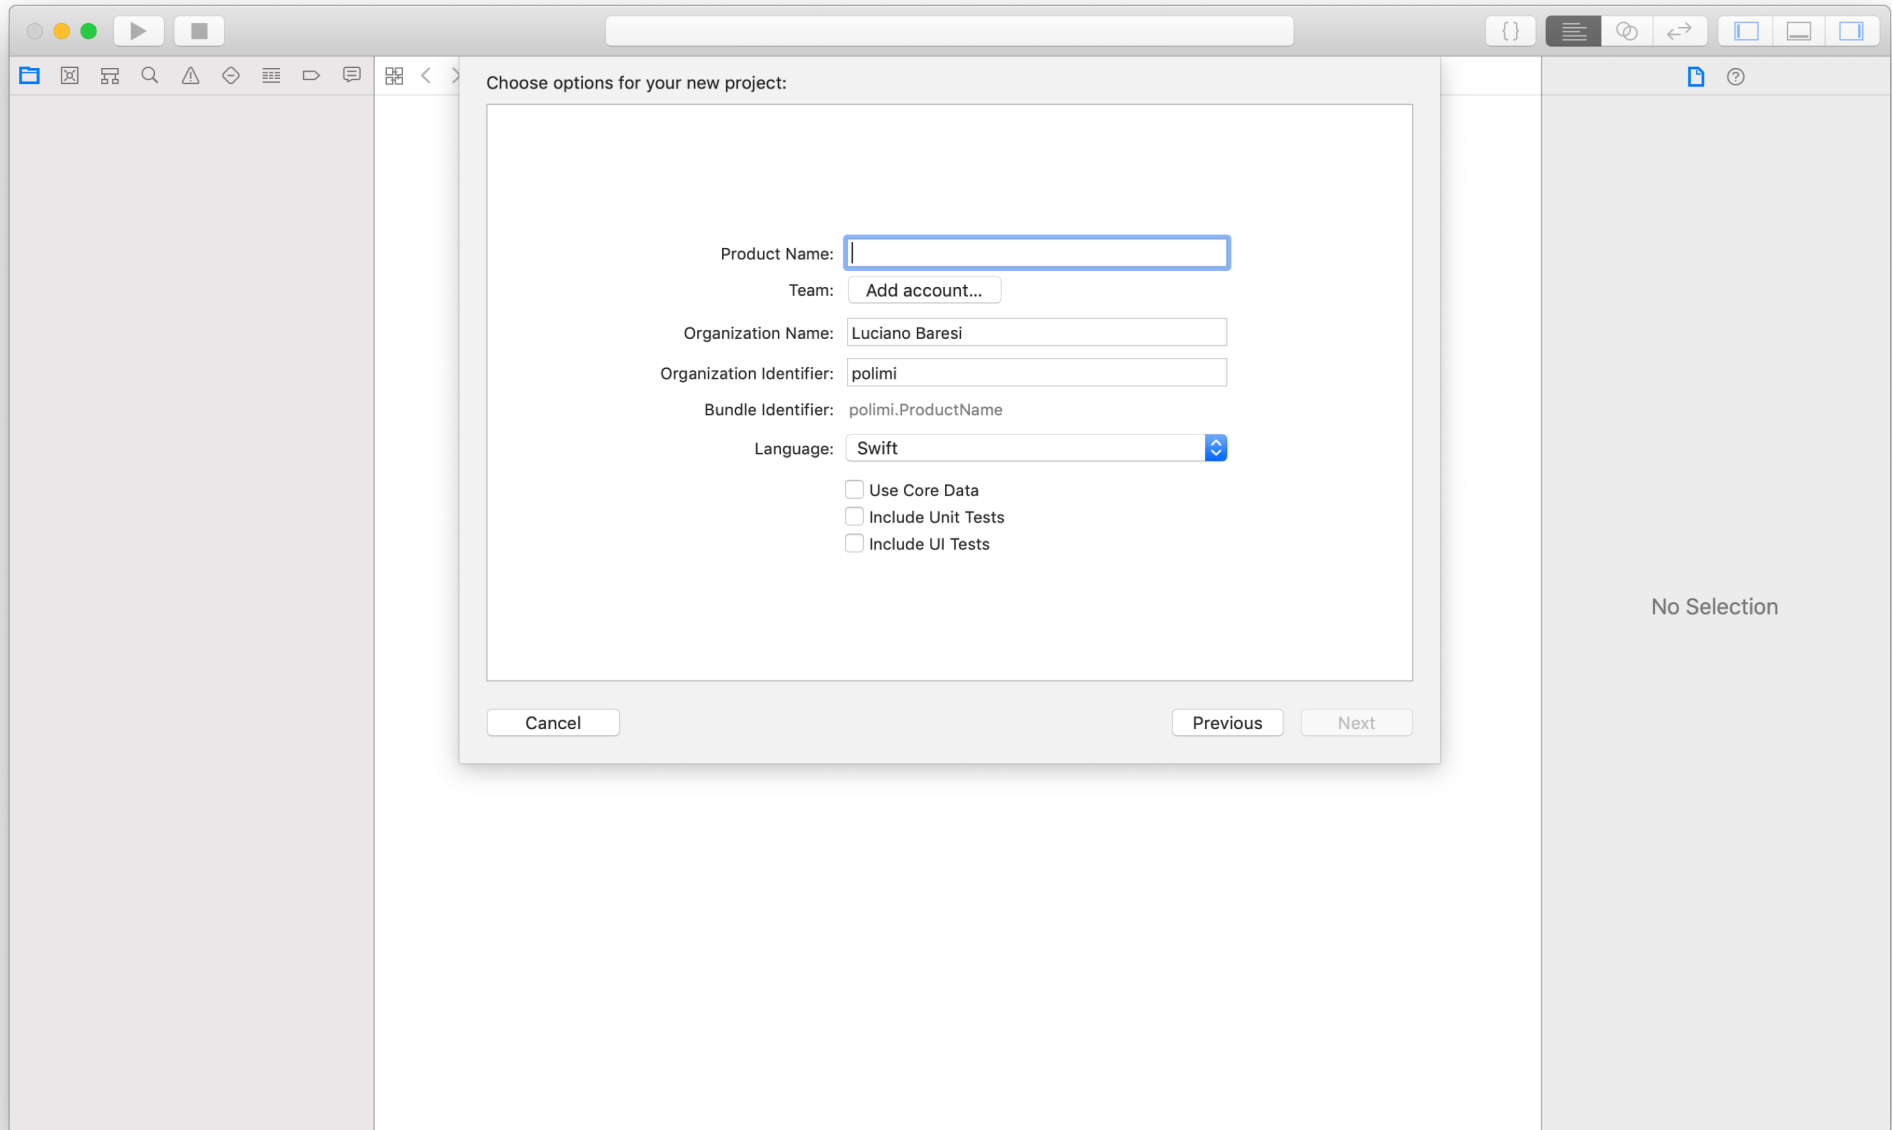 { }
Choose options for your new project:
Product Name:
Team: Add account...
Organization Name: Luciano Baresi
Organization Identifier: polimi
Bundle Identifier: polimi.ProductName
Language: Swift
Use Core Data
Include Unit Tests
Include UI Tests
No Selection
Cancel Previous Next